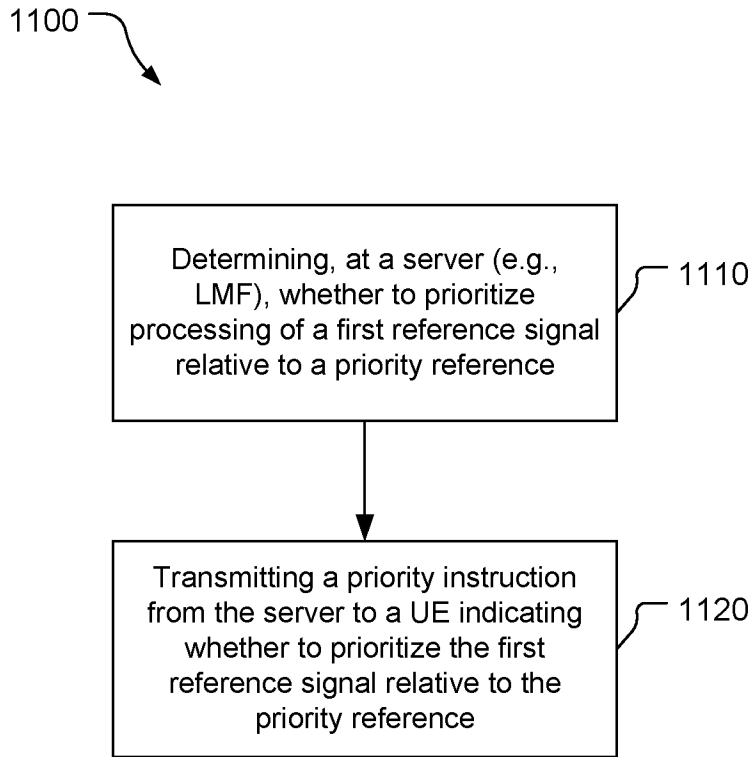 1100
Determining, at a server (e.g.,
LMF), whether to prioritize
processing of a first reference signal
relative to a priority reference
1110
Transmitting a priority instruction
from the server to a UE indicating
whether to prioritize the first
reference signal relative to the
priority reference
1120